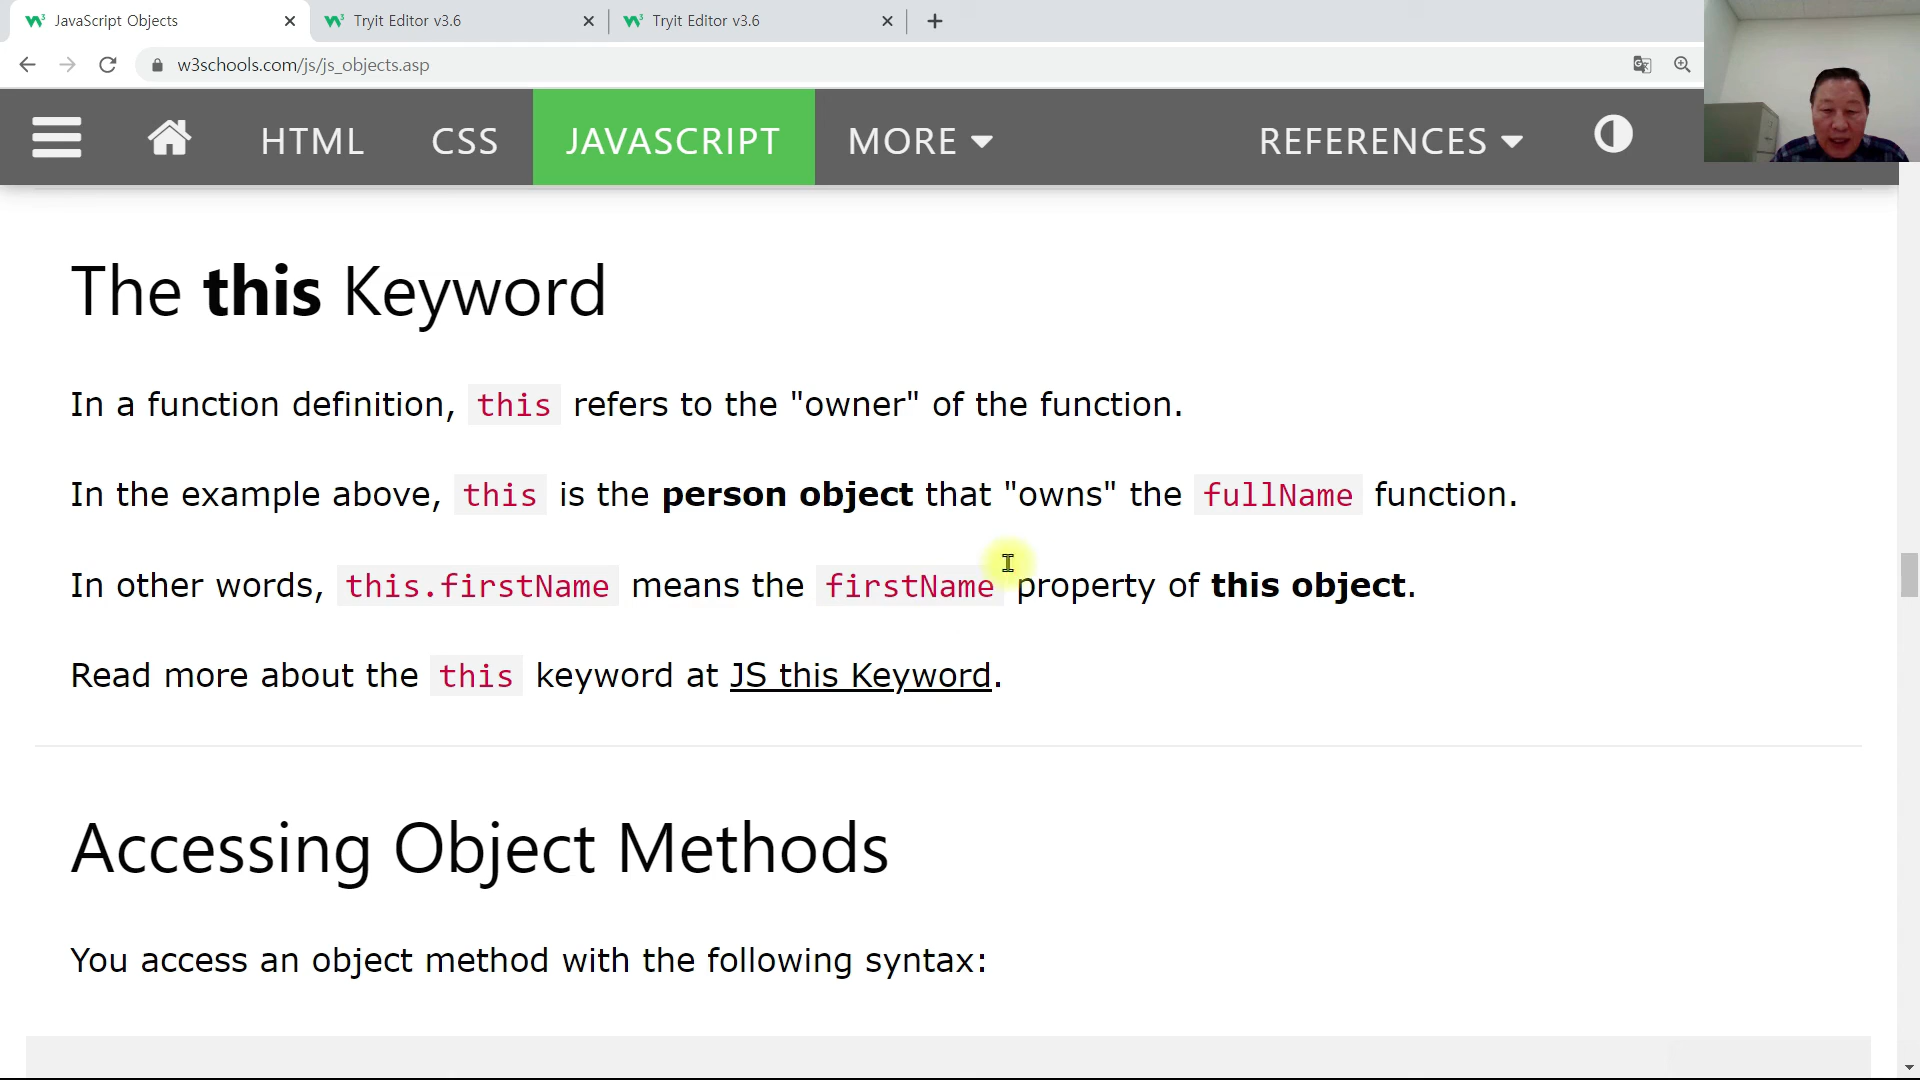 JavaScript Objects
Tryit Editor v3.6
Tryit Editor v3.6
w3schools.com/js/js_objects.asp
HTML CSS JAVASCRIPT MORE REFERENCES
The this Keyword
In a function definition, this refers to the "owner" of the function.
In the example above, this is the person object that "owns" the fullName function.
In other words, this.firstName means the firstName property of this object.
Read more about the this keyword at JS this Keyword.
Accessing Object Methods
You access an object method with the following syntax: